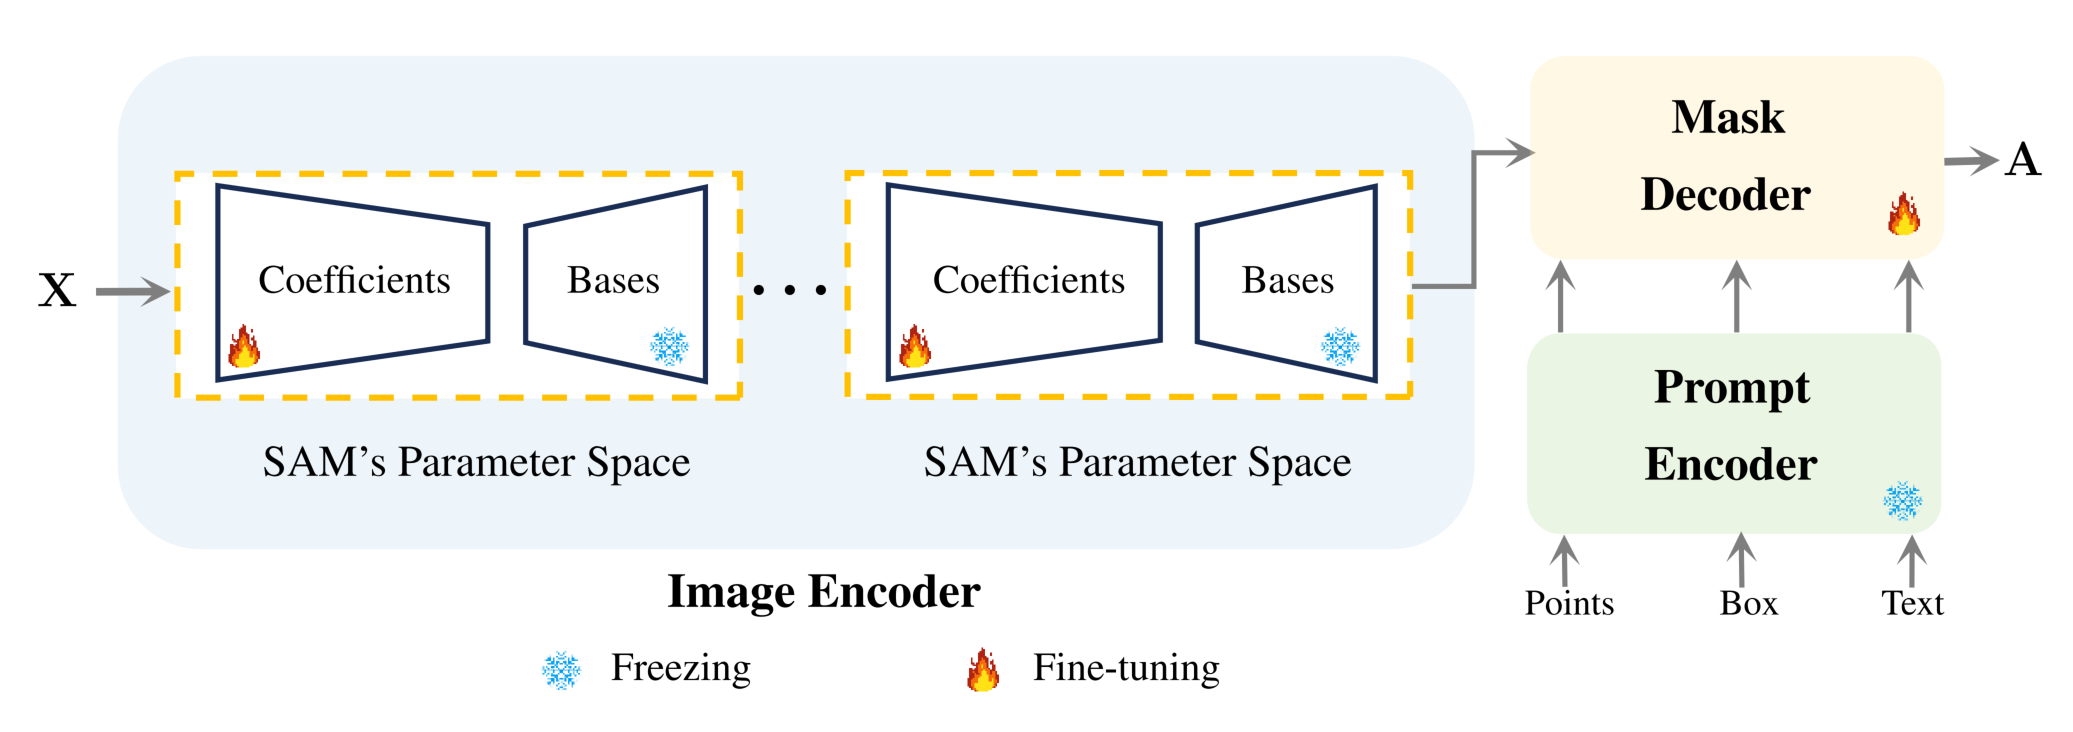 X
Coefficients
Bases
SAM's Parameter Space
...
Coefficients
Bases
SAM's Parameter Space
Image Encoder
Mask
Decoder
A
Prompt
Encoder
Points
Box
Text
Freezing
Fine-tuning